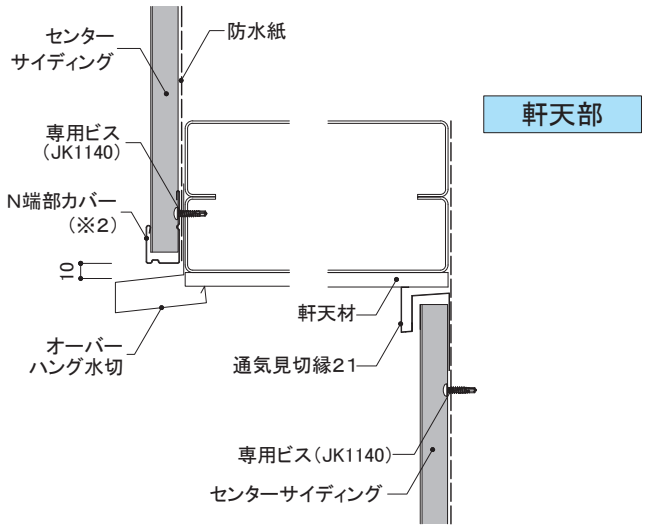 センター
サイディング
防水紙
軒天部
専用ビス
(JK1140)
N端部カバー
(※2)
10
オーバー
ハング水切
軒天材
通気見切縁21
専用ビス(JK1140)
センターサイディング